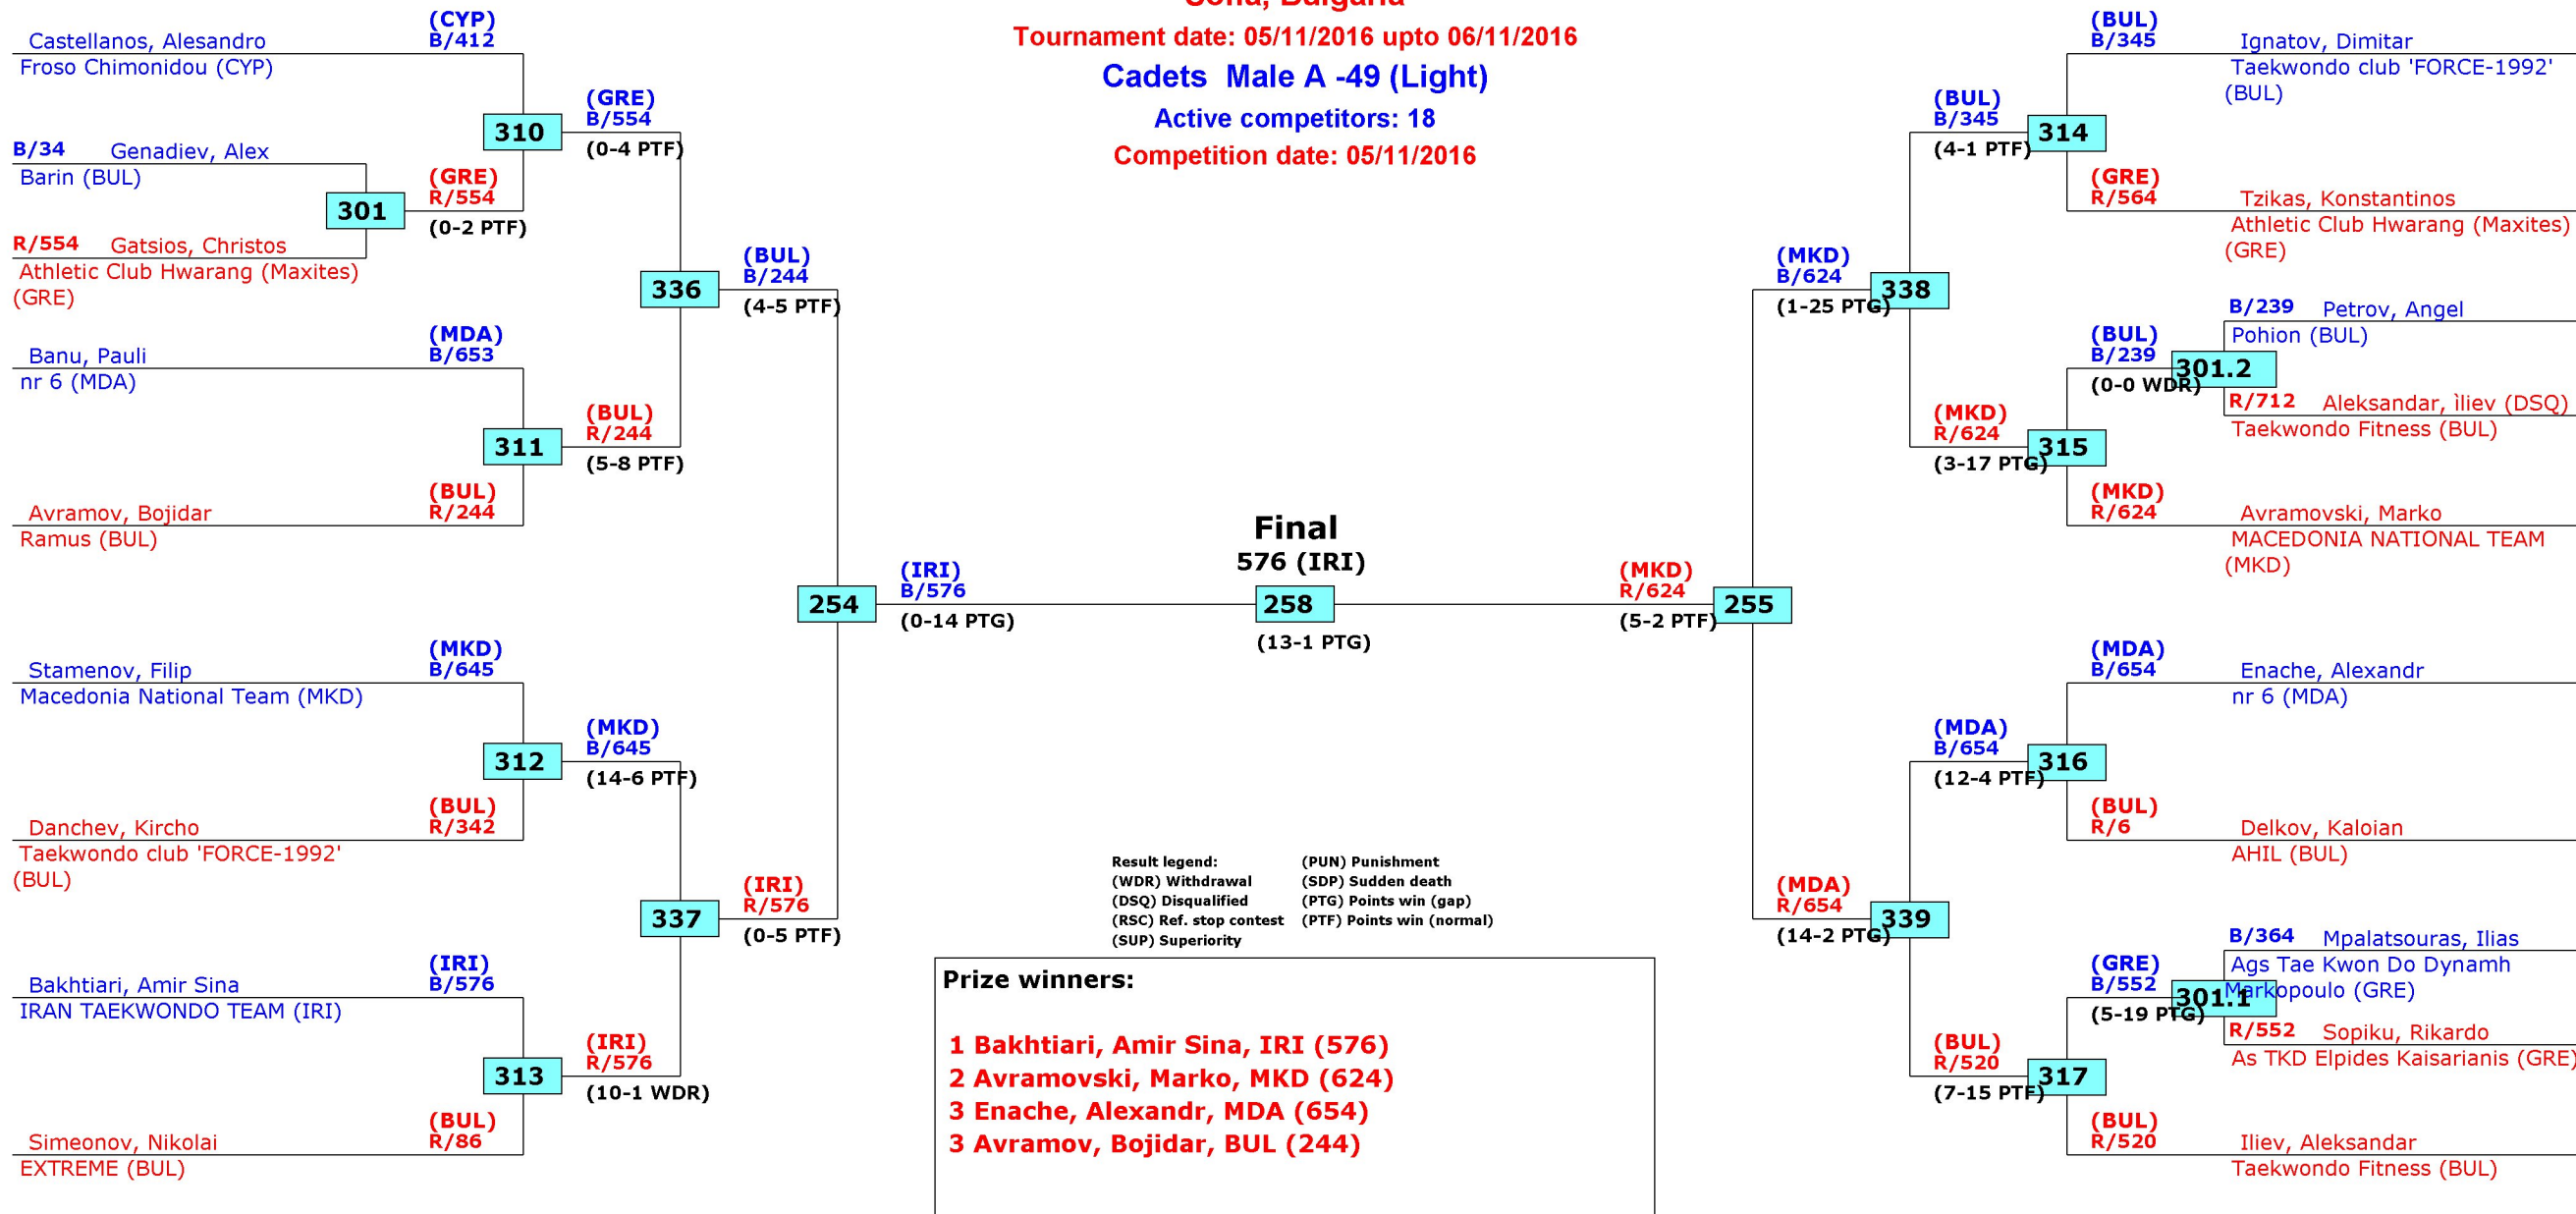 Tournament date: 05/11/2016 upto 06/11/2016
Cadets Male A -49 (Light)
Active competitors: 18
Competition date: 05/11/2016
(CYP)
Castellanos, Alesandro B/412
Froso Chimonidou (CYP)
310
(GRE)
B/554
(0-4 PTF)
B/34 Genadiev, Alex
Barin (BUL)
301
(GRE)
R/554
(0-2 PTF)
R/554 Gatsios, Christos
Athletic Club Hwarang (Maxites)
(GRE)
336
(BUL)
B/244
(4-5 PTF)
(MDA)
Banu, Pauli B/653
nr 6 (MDA)
311
(BUL)
R/244
(5-8 PTF)
(BUL)
Avramov, Bojidar R/244
Ramus (BUL)
254
(IRI)
B/576
(0-14 PTG)
(MKD)
Stamenov, Filip B/645
Macedonia National Team (MKD)
312
(MKD)
B/645
(14-6 PTF)
(BUL)
Danchev, Kircho R/342
Taekwondo club 'FORCE-1992'
(BUL)
337
(IRI)
R/576
(0-5 PTF)
(IRI)
Bakhtiari, Amir Sina B/576
IRAN TAEKWONDO TEAM (IRI)
313
(IRI)
R/576
(10-1 WDR)
(BUL)
Simeonov, Nikolai R/86
EXTREME (BUL)
Final
576 (IRI)
258
(13-1 PTG)
(MKD)
R/624
(5-2 PTF)
255
(MKD)
B/624
(1-25 PTG)
338
(BUL)
B/345
(4-1 PTF)
314
(BUL)
B/345 Ignatov, Dimitar
Taekwondo club 'FORCE-1992'
(BUL)
(GRE)
R/564 Tzikas, Konstantinos
Athletic Club Hwarang (Maxites)
(GRE)
B/239 Petrov, Angel
Pohion (BUL)
(BUL)
B/239
(0-0 WDR)
301.2
R/712 Aleksandar, ìliev (DSQ)
Taekwondo Fitness (BUL)
(MKD)
R/624
(3-17 PTG)
315
(MKD)
R/624 Avramovski, Marko
MACEDONIA NATIONAL TEAM
(MKD)
(MDA)
B/654 Enache, Alexandr
nr 6 (MDA)
(MDA)
B/654
(12-4 PTF)
316
(BUL)
R/6 Delkov, Kaloian
AHIL (BUL)
(MDA)
R/654
(14-2 PTG)
339
B/364 Mpalatsouras, Ilias
Ags Tae Kwon Do Dynamh
Markopoulo (GRE)
(GRE)
B/552
(5-19 PTG)
301.1
R/552 Sopiku, Rikardo
As TKD Elpides Kaisarianis (GRE)
(BUL)
R/520
(7-15 PTF)
317
(BUL)
R/520 Iliev, Aleksandar
Taekwondo Fitness (BUL)
Result legend: (PUN) Punishment
(WDR) Withdrawal (SDP) Sudden death
(DSQ) Disqualified (PTG) Points win (gap)
(RSC) Ref. stop contest (PTF) Points win (normal)
(SUP) Superiority
Prize winners:
1 Bakhtiari, Amir Sina, IRI (576)
2 Avramovski, Marko, MKD (624)
3 Enache, Alexandr, MDA (654)
3 Avramov, Bojidar, BUL (244)